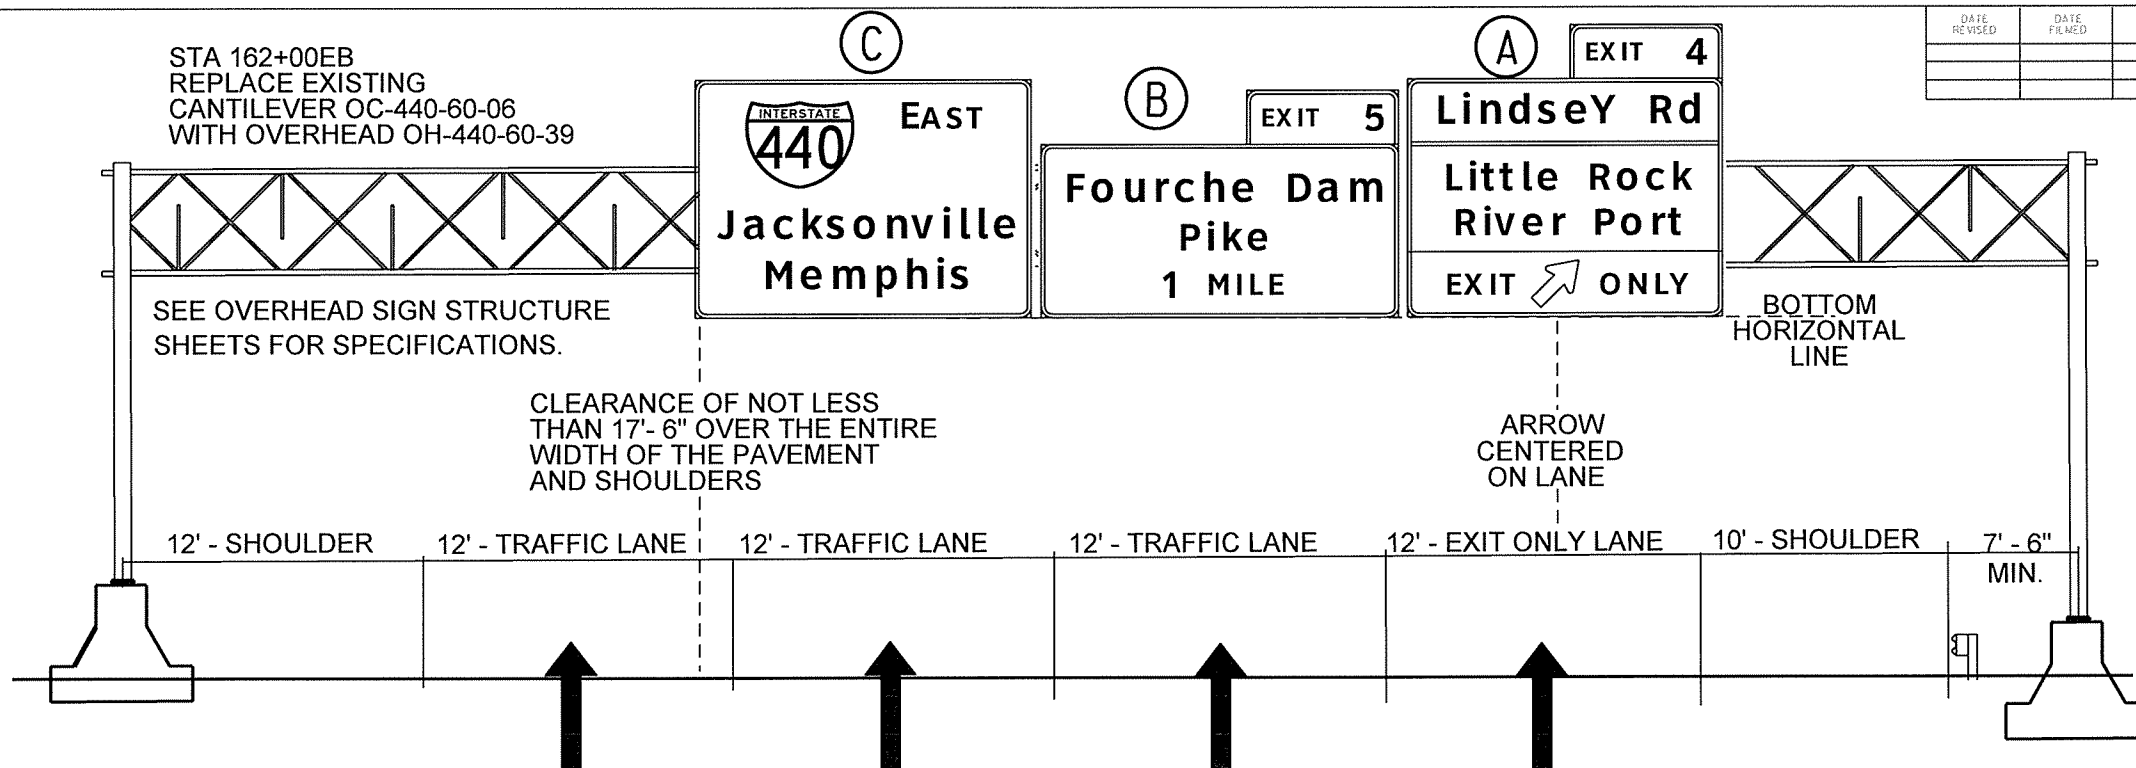 STA 162+00EB
REPLACE EXISTING
CANTILEVER OC-440-60-06
WITH OVERHEAD OH-440-60-39
C
INTERSTATE
440
EAST
Jacksonville
Memphis
B
EXIT 5
Fourche Dam
Pike
1 MILE
A
EXIT 4
LindseY Rd
Little Rock
River Port
EXIT ONLY
DATE
REVISED
DATE
FILMED
SEE OVERHEAD SIGN STRUCTURE
SHEETS FOR SPECIFICATIONS.
BOTTOM
HORIZONTAL
LINE
CLEARANCE OF NOT LESS
THAN 17'- 6" OVER THE ENTIRE
WIDTH OF THE PAVEMENT
AND SHOULDERS
ARROW
CENTERED
ON LANE
12' - SHOULDER
12' - TRAFFIC LANE
12' - TRAFFIC LANE
12' - TRAFFIC LANE
12' - EXIT ONLY LANE
10' - SHOULDER
7' - 6"
MIN.